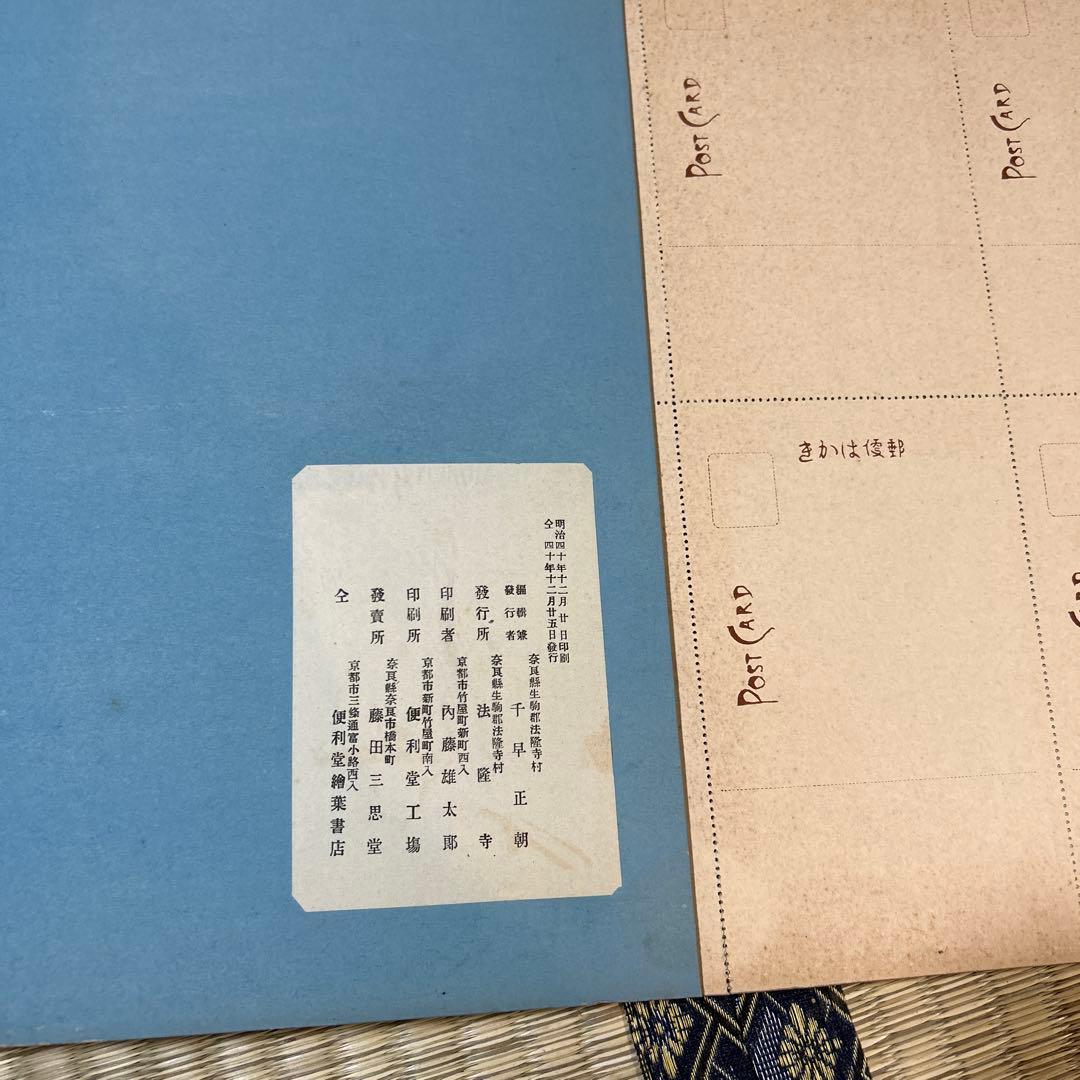 明治四十年十二月廿日印刷
仝四十年十二月廿五日發行
編輯兼
發行者
奈良縣生駒郡法隆寺村
千早正朝
發行所
奈良縣生駒郡法隆寺村
法隆寺
印刷者
京都市竹屋町新町西入
內藤雄太郎
印刷所
京都市新町竹屋町南入
便利堂工塲
發賣所
奈良縣奈良市橋本町
藤田三思堂
仝
京都市三條通富小路西入
便利堂繪葉書店
POST CARD
POST CARD
きかは便郵
POST CARD